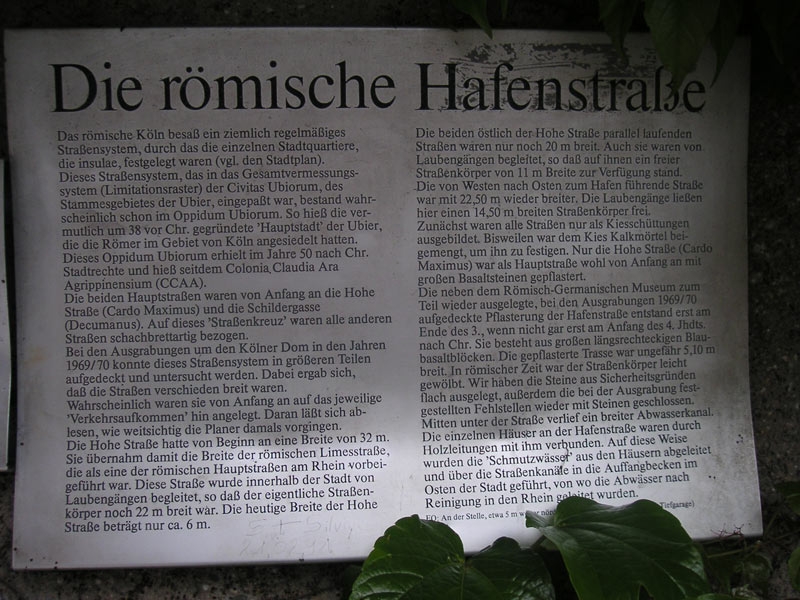 Die römische Hafenstraße
Das römische Köln besaß ein ziemlich regelmäßiges
Straßensystem, durch das die einzelnen Stadtquartiere,
die insulae, festgelegt waren (vgl. den Stadtplan).
Dieses Straßensystem, das in das Gesamtvermessungs-
system (Limitationsraster) der Civitas Ubiorum, des
Stammesgebietes der Ubier, eingepaßt war, bestand wahr-
scheinlich schon im Oppidum Ubiorum. So hieß die ver-
mutlich um 38 vor Chr. gegründete 'Hauptstadt' der Ubier,
die die Römer im Gebiet von Köln angesiedelt hatten.
Dieses Oppidum Ubiorum erhielt im Jahre 50 nach Chr.
Stadtrechte und hieß seitdem Colonia Claudia Ara
Agrippinensium (CCAA).
Die beiden Hauptstraßen waren von Anfang an die Hohe
Straße (Cardo Maximus) und die Schildergasse
(Decumanus). Auf dieses 'Straßenkreuz' waren alle anderen
Straßen schachbrettartig bezogen.
Bei den Ausgrabungen um den Kölner Dom in den Jahren
1969/70 konnte dieses Straßensystem in größeren Teilen
aufgedeckt und untersucht werden. Dabei ergab sich,
daß die Straßen verschieden breit waren.
Wahrscheinlich waren sie von Anfang an auf das jeweilige
'Verkehrsaufkommen' hin angelegt. Daran läßt sich ab-
lesen, wie weitsichtig die Planer damals vorgingen.
Die Hohe Straße hatte von Beginn an eine Breite von 32 m.
Sie übernahm damit die Breite der römischen Limesstraße,
die als eine der römischen Hauptstraßen am Rhein vorbei-
geführt war. Diese Straße wurde innerhalb der Stadt von
Laubengängen begleitet, so daß der eigentliche Straßen-
körper noch 22 m breit war. Die heutige Breite der Hohe
Straße beträgt nur ca. 6 m.
Die beiden östlich der Hohe Straße parallel laufenden
Straßen waren nur noch 20 m breit. Auch sie waren von
Laubengängen begleitet, so daß auf ihnen ein freier
Straßenkörper von 11 m Breite zur Verfügung stand.
Die von Westen nach Osten zum Hafen führende Straße
war mit 22,50 m wieder breiter. Die Laubengänge ließen
hier einen 14,50 m breiten Straßenkörper frei.
Zunächst waren alle Straßen nur als Kiesschüttungen
ausgebildet. Bisweilen war dem Kies Kalkmörtel bei-
gemengt, um ihn zu festigen. Nur die Hohe Straße (Cardo
Maximus) war als Hauptstraße wohl von Anfang an mit
großen Basaltsteinen gepflastert.
Die neben dem Römisch-Germanischen Museum zum
Teil wieder ausgelegte, bei den Ausgrabungen 1969/70
aufgedeckte Pflasterung der Hafenstraße entstand erst am
Ende des 3., wenn nicht gar erst am Anfang des 4. Jhdts.
nach Chr. Sie besteht aus großen längsrechteckigen Blau-
basaltblöcken. Die gepflasterte Trasse war ungefähr 5,10 m
breit. In römischer Zeit war der Straßenkörper leicht
gewölbt. Wir haben die Steine aus Sicherheitsgründen
flach ausgelegt, außerdem die bei der Ausgrabung fest-
gestellten Fehlstellen wieder mit Steinen geschlossen.
Mitten unter der Straße verlief ein breiter Abwasserkanal.
Die einzelnen Häuser an der Hafenstraße waren durch
Holzleitungen mit ihm verbunden. Auf diese Weise
wurden die 'Schmutzwässer' aus den Häusern abgeleitet
und über die Straßenkanäle in die Auffangbecken im
Osten der Stadt geführt, von wo die Abwässer nach
Reinigung in den Rhein geleitet wurden.
FO: An der Stelle, etwa 5 m Tiefgarage)